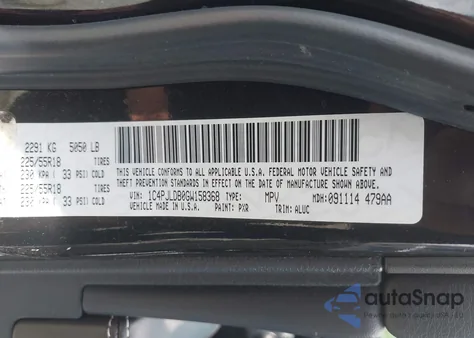 2291 KG 5050 LB
225/55R18 TIRES
230 KPA / 33 PSI COLD
225/55R18 TIRES
230 KPA / 33 PSI COLD
THIS VEHICLE CONFORMS TO ALL APPLICABLE U.S.A. FEDERAL MOTOR VEHICLE SAFETY AND
THEFT PREVENTION STANDARDS IN EFFECT ON THE DATE OF MANUFACTURE SHOWN ABOVE.
VIN: 1C4PJLDB0GW158368 TYPE: MPV MDH: 091114 479AA
VEHICLE MADE IN U.S.A. PAINT: PXR TRIM: ALUC
autoSnap